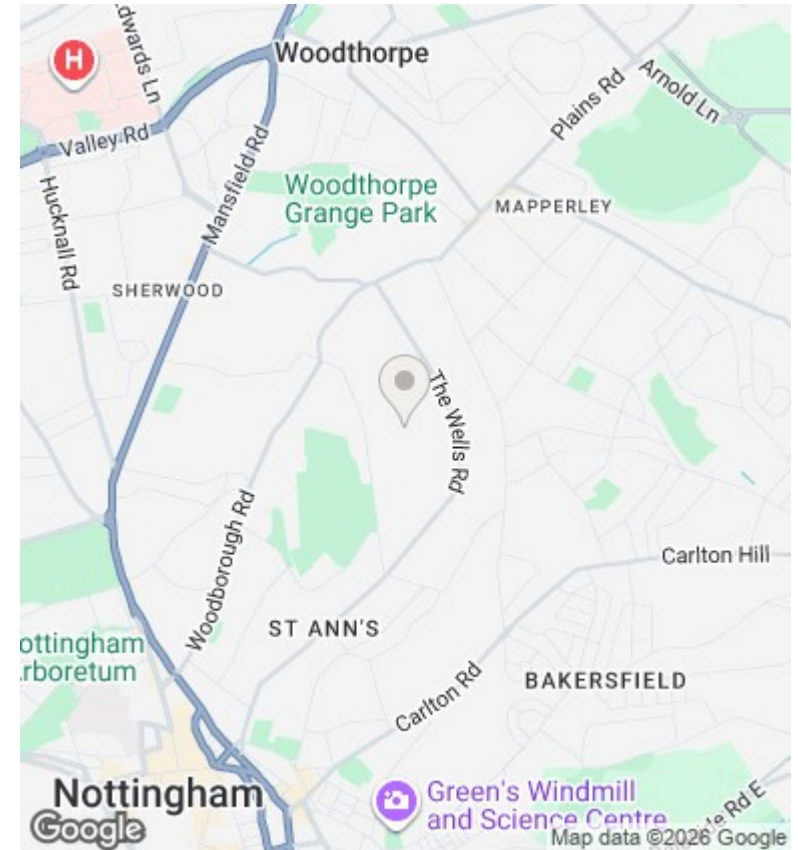 Edwards Ln
Woodthorpe
H
Plains Rd
Arnold Ln
Valley Rd
Mansfield Rd
Hucknall Rd
Woodthorpe
Grange Park
MAPPERLEY
SHERWOOD
The Wells Rd
Woodborough Rd
Carlton Hill
ST ANN'S
ottingham
rboretum
BAKERSFIELD
Carlton Rd
Nottingham
Green's Windmill
and Science Centre
Rd E
Google
Map data ©2026 Google